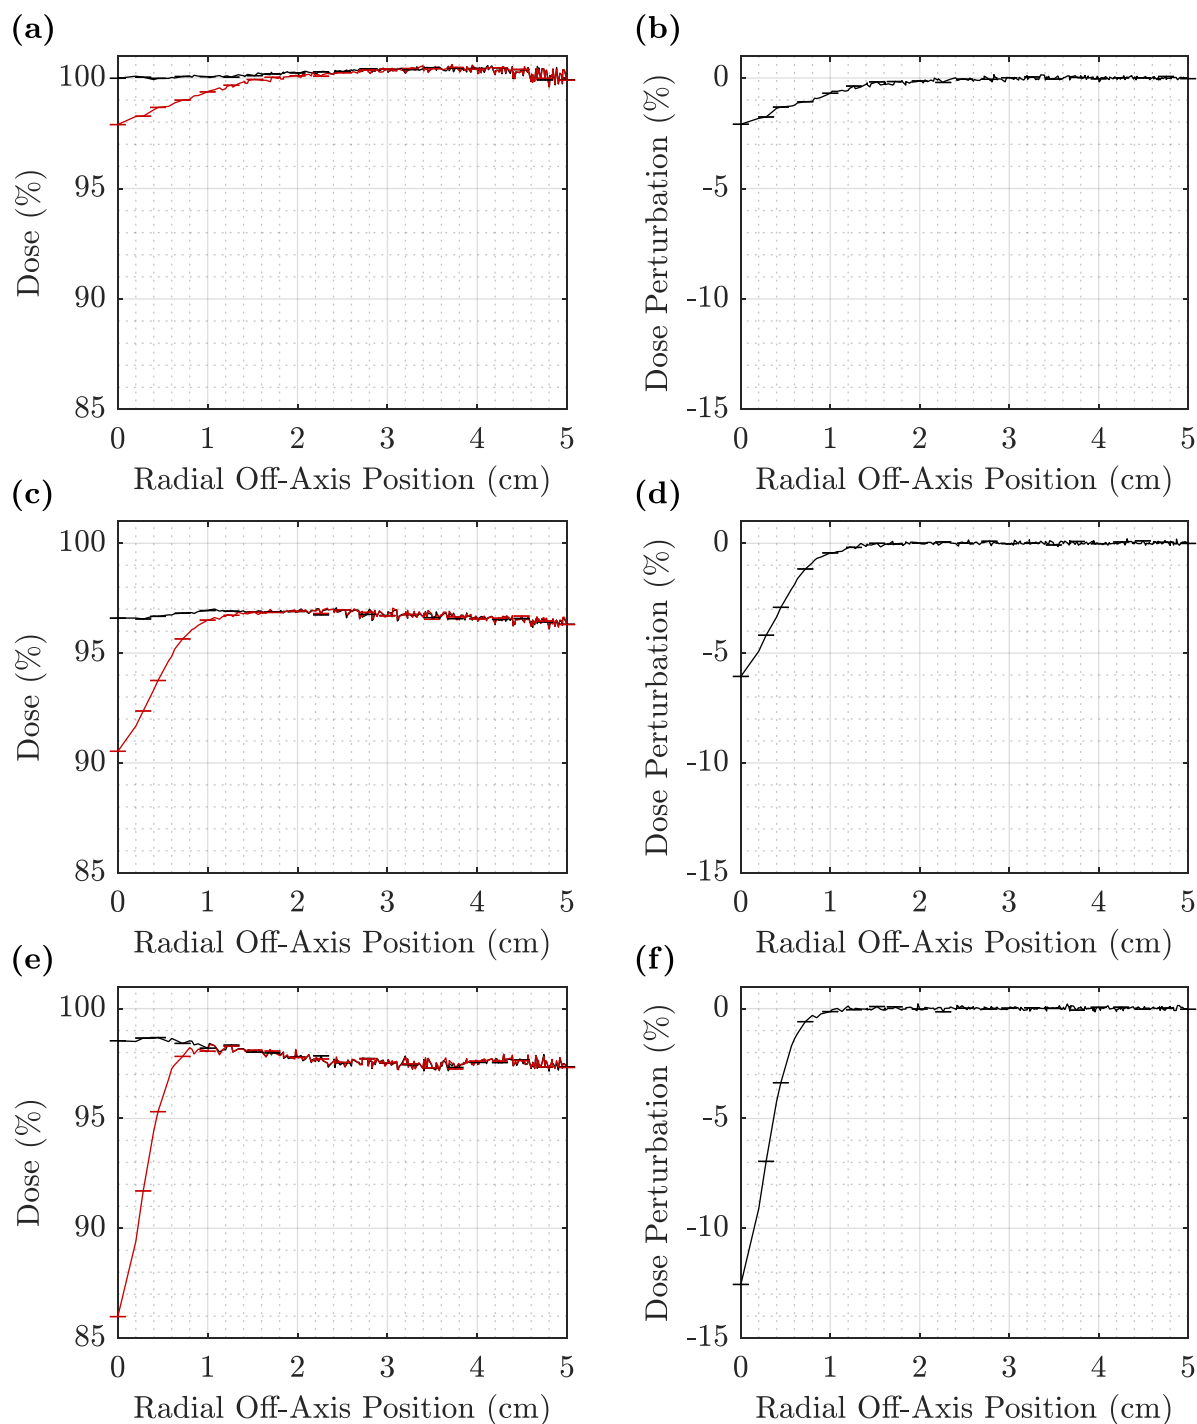 (a)
100
95
90
85
Dose (%)
0 1 2 3 4 5
Radial Off-Axis Position (cm)
(b)
0
-5
-10
-15
Dose Perturbation (%)
0 1 2 3 4 5
Radial Off-Axis Position (cm)
(c)
100
95
90
85
Dose (%)
0 1 2 3 4 5
Radial Off-Axis Position (cm)
(d)
0
-5
-10
-15
Dose Perturbation (%)
0 1 2 3 4 5
Radial Off-Axis Position (cm)
(e)
100
95
90
85
Dose (%)
0 1 2 3 4 5
Radial Off-Axis Position (cm)
(f)
0
-5
-10
-15
Dose Perturbation (%)
0 1 2 3 4 5
Radial Off-Axis Position (cm)